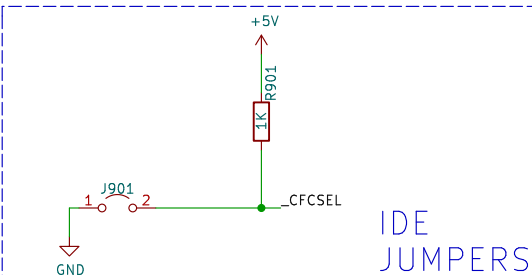 +5V
R901
1K
J901
1 2
_CFCSEL
IDE
JUMPERS
GND